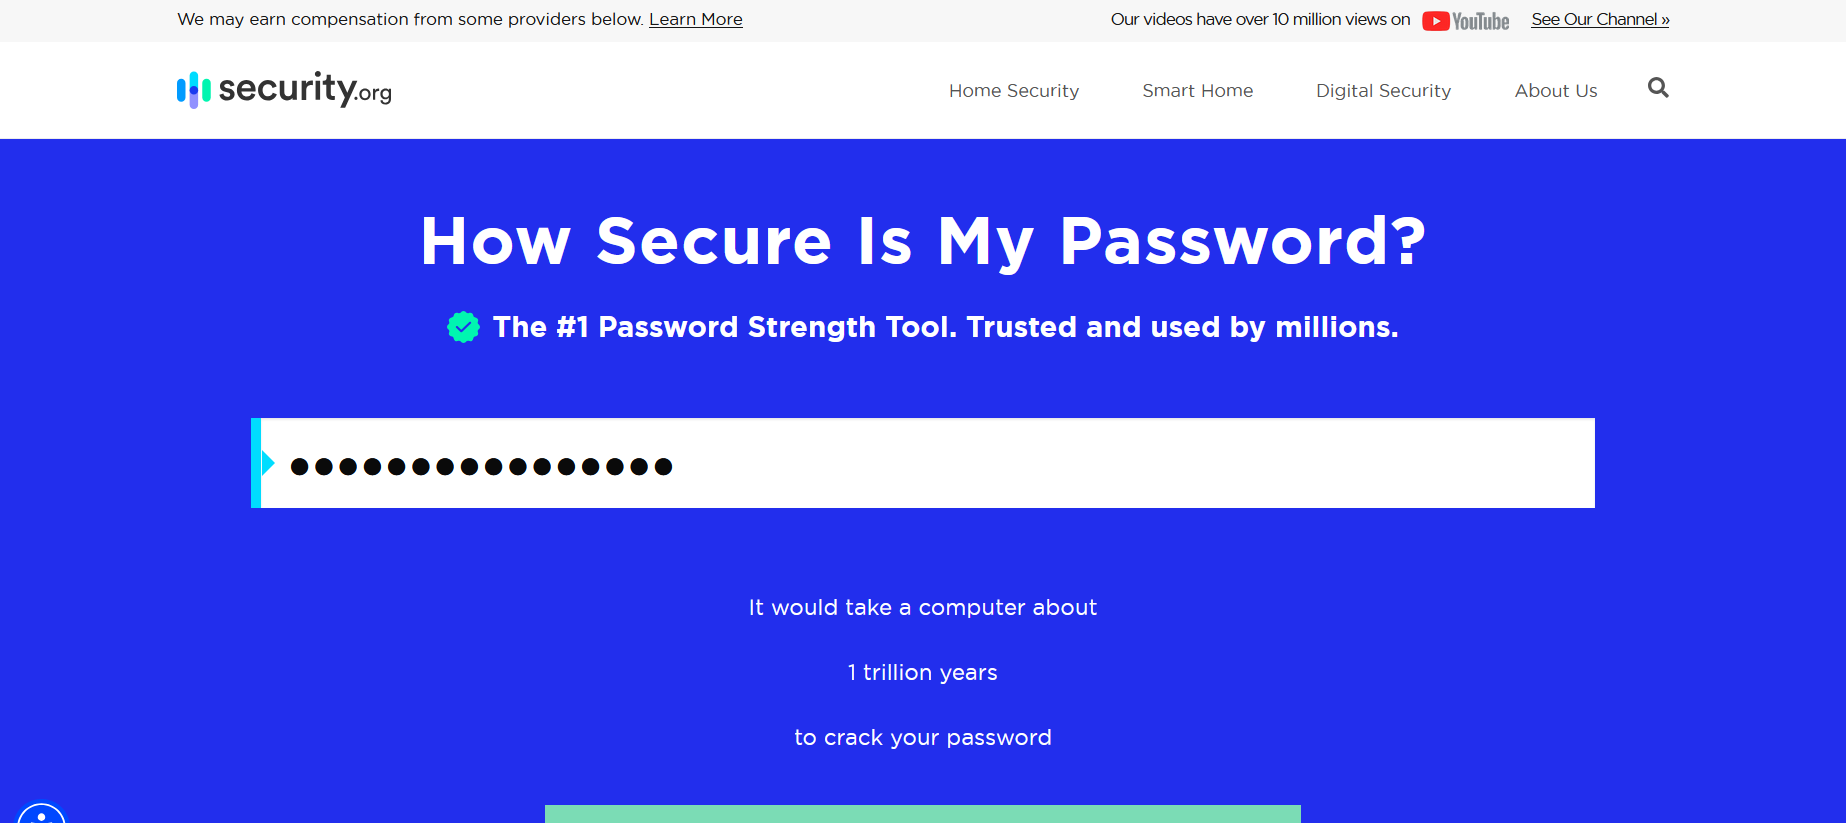 We may earn compensation from some providers below. Learn More
Our videos have over 10 million views on YouTube See Our Channel »
security.org
Home Security Smart Home Digital Security About Us
How Secure Is My Password?
The #1 Password Strength Tool. Trusted and used by millions.
●●●●●●●●●●●●●●●●
It would take a computer about
1 trillion years
to crack your password